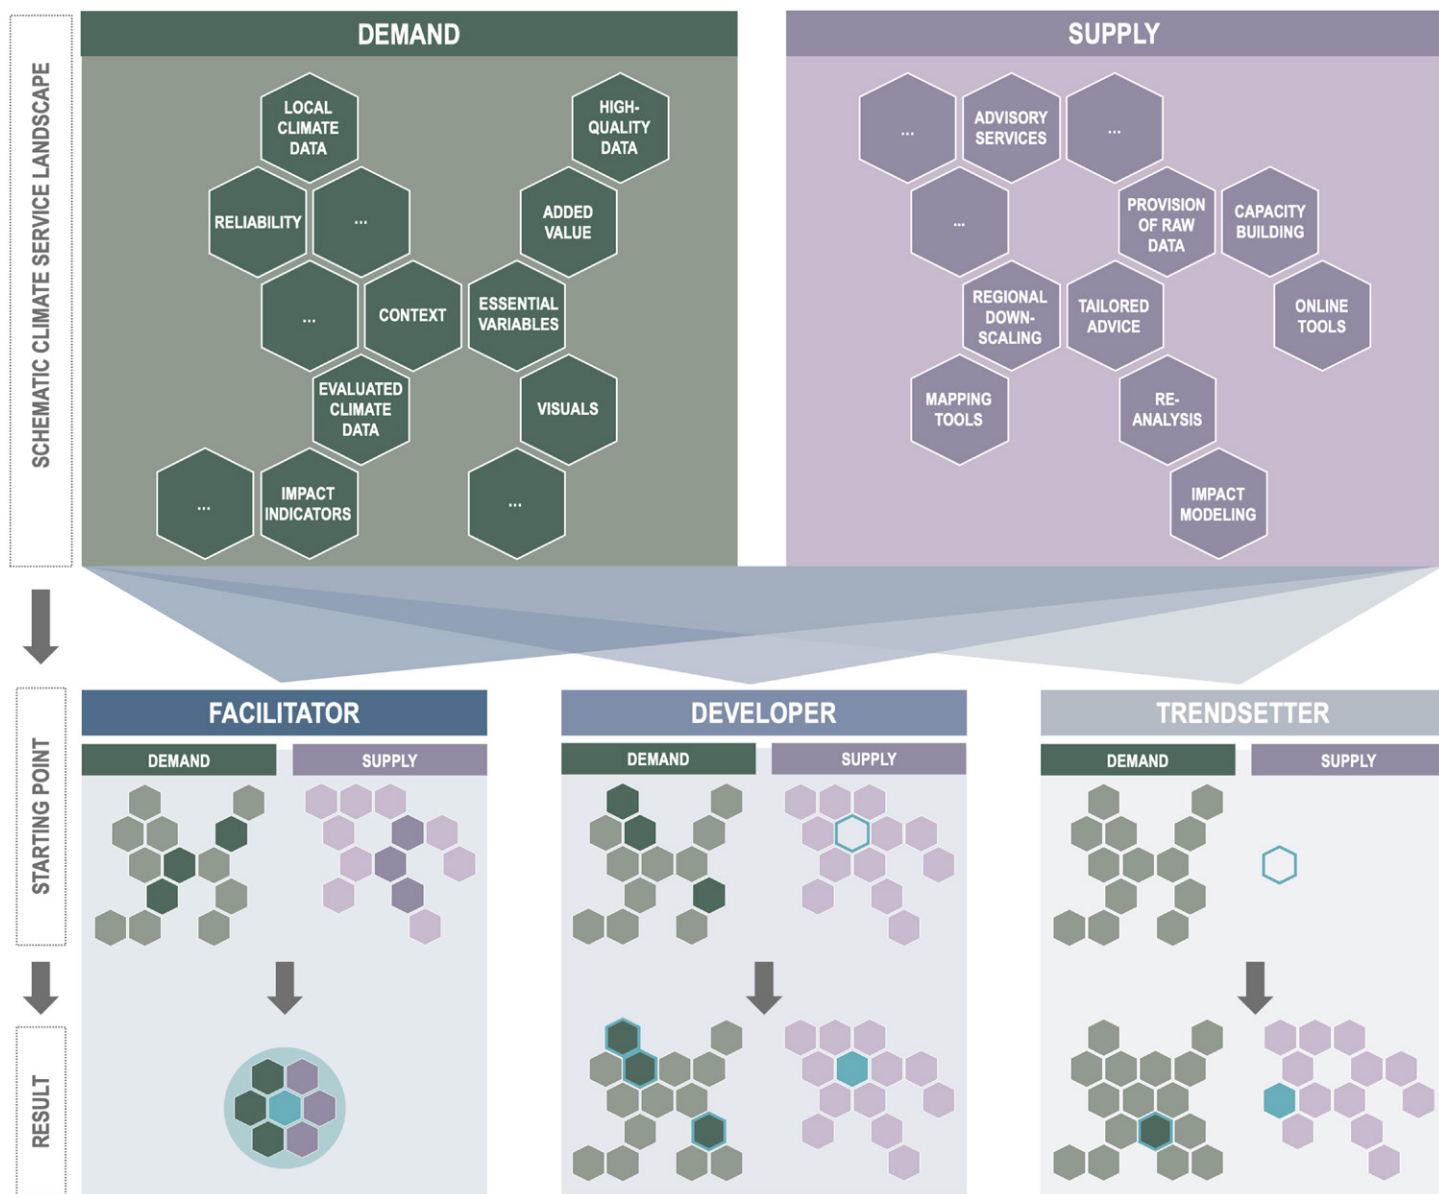 SCHEMATIC CLIMATE SERVICE LANDSCAPE
DEMAND
LOCAL
CLIMATE
DATA
HIGH-
QUALITY
DATA
RELIABILITY
...
ADDED
VALUE
...
CONTEXT
ESSENTIAL
VARIABLES
EVALUATED
CLIMATE
DATA
VISUALS
...
IMPACT
INDICATORS
...
SUPPLY
...
ADVISORY
SERVICES
...
...
PROVISION
OF RAW
DATA
CAPACITY
BUILDING
REGIONAL
DOWN-
SCALING
TAILORED
ADVICE
ONLINE
TOOLS
MAPPING
TOOLS
RE-
ANALYSIS
IMPACT
MODELING
STARTING POINT
FACILITATOR
DEMAND
SUPPLY
DEVELOPER
DEMAND
SUPPLY
TRENDSETTER
DEMAND
SUPPLY
RESULT